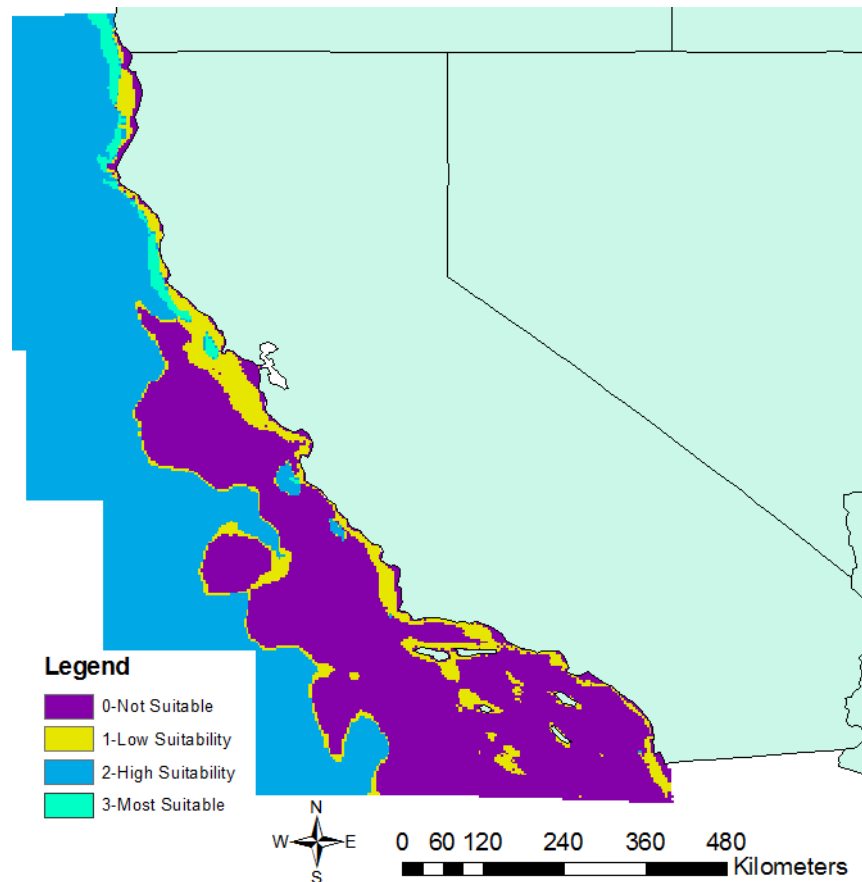 Legend
0-Not Suitable
1-Low Suitability
2-High Suitability
3-Most Suitable
N
W E
S
0 60 120 240 360 480
Kilometers